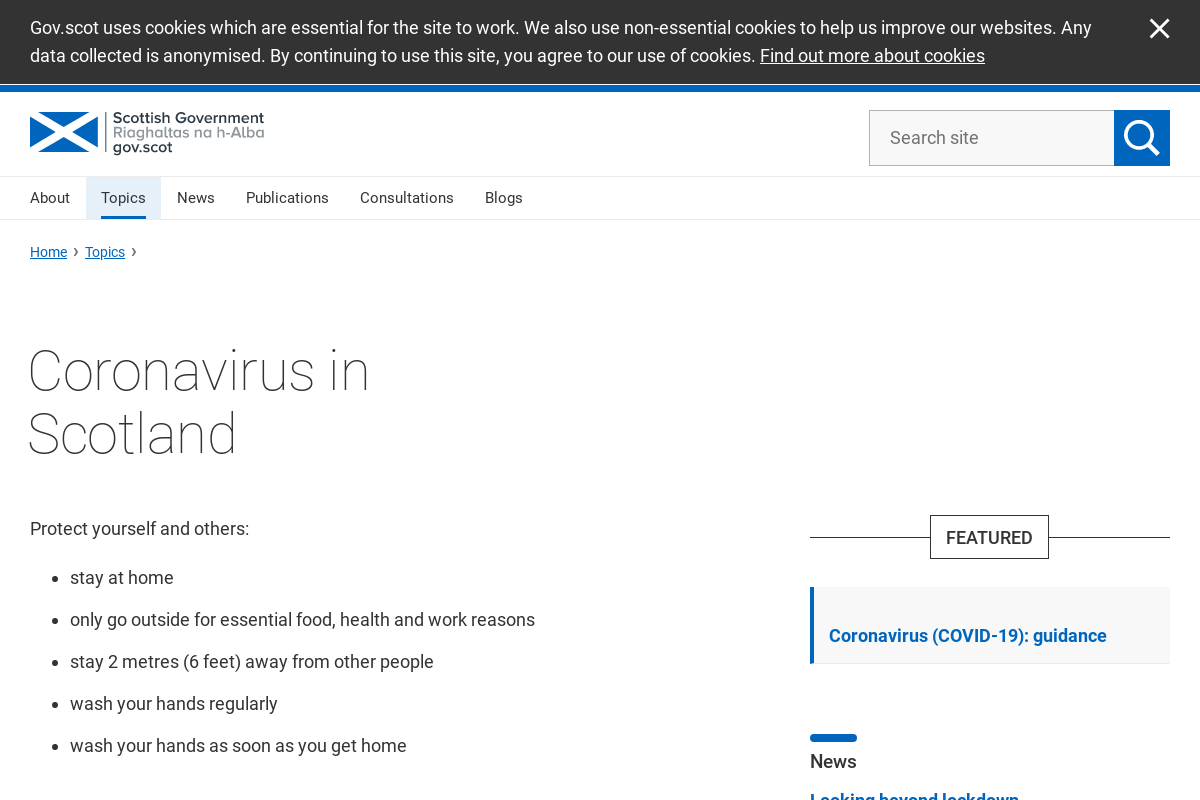 Gov.scot uses cookies which are essential for the site to work. We also use non-essential cookies to help us improve our websites. Any
data collected is anonymised. By continuing to use this site, you agree to our use of cookies. Find out more about cookies
Scottish Government
Riaghaltas na h-Alba
gov.scot
Search site
About Topics News Publications Consultations Blogs
Home › Topics ›
Coronavirus in
Scotland
Protect yourself and others:
FEATURED
• stay at home
• only go outside for essential food, health and work reasons
Coronavirus (COVID-19): guidance
• stay 2 metres (6 feet) away from other people
• wash your hands regularly
• wash your hands as soon as you get home
News
Looking beyond lockdown